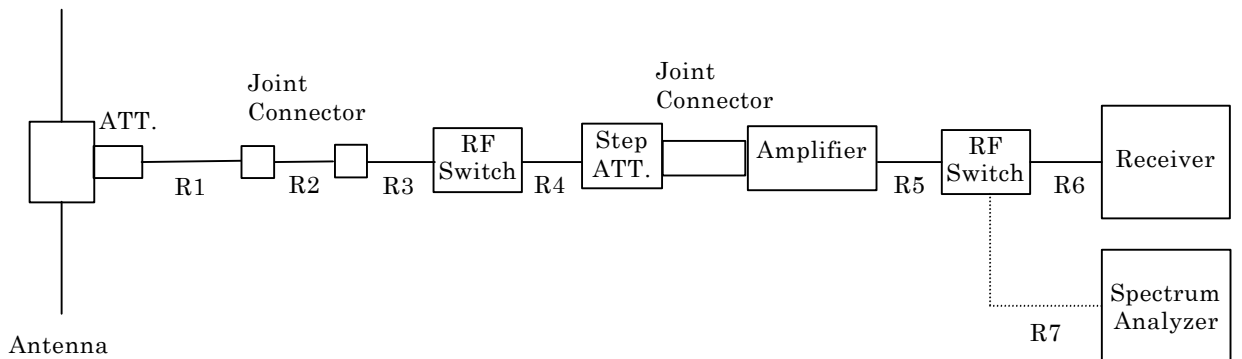 Joint
Connector
Joint
Connector
ATT.
RF
Switch
Step
ATT.
Amplifier
RF
Switch
Receiver
R1
R2
R3
R4
R5
R6
Spectrum
Analyzer
R7
Antenna